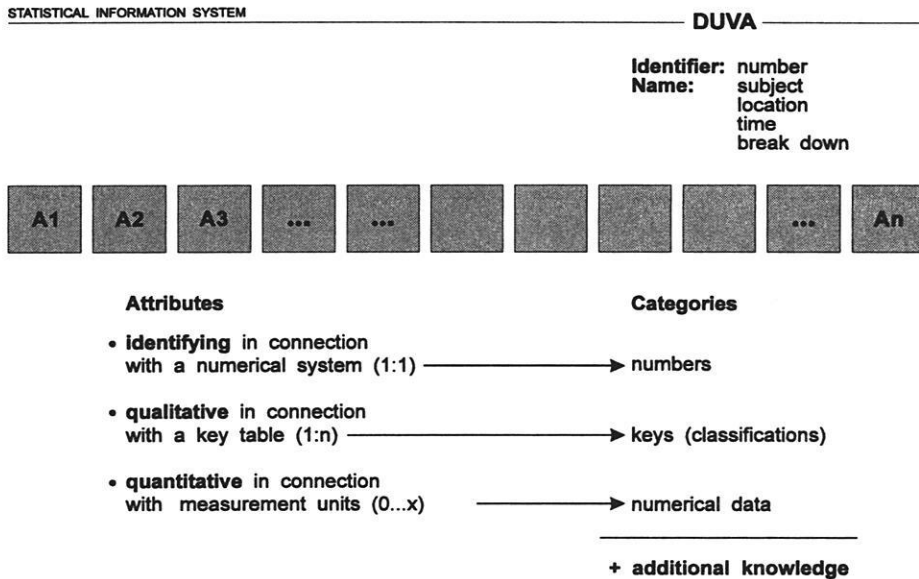 STATISTICAL INFORMATION SYSTEM
DUVA
Identifier: number
Name: subject
location
time
break down
A1 A2 A3 ... ... ... An
Attributes Categories
• identifying in connection
with a numerical system (1:1) numbers
• qualitative in connection
with a key table (1:n) keys (classifications)
• quantitative in connection
with measurement units (0...x) numerical data
+ additional knowledge